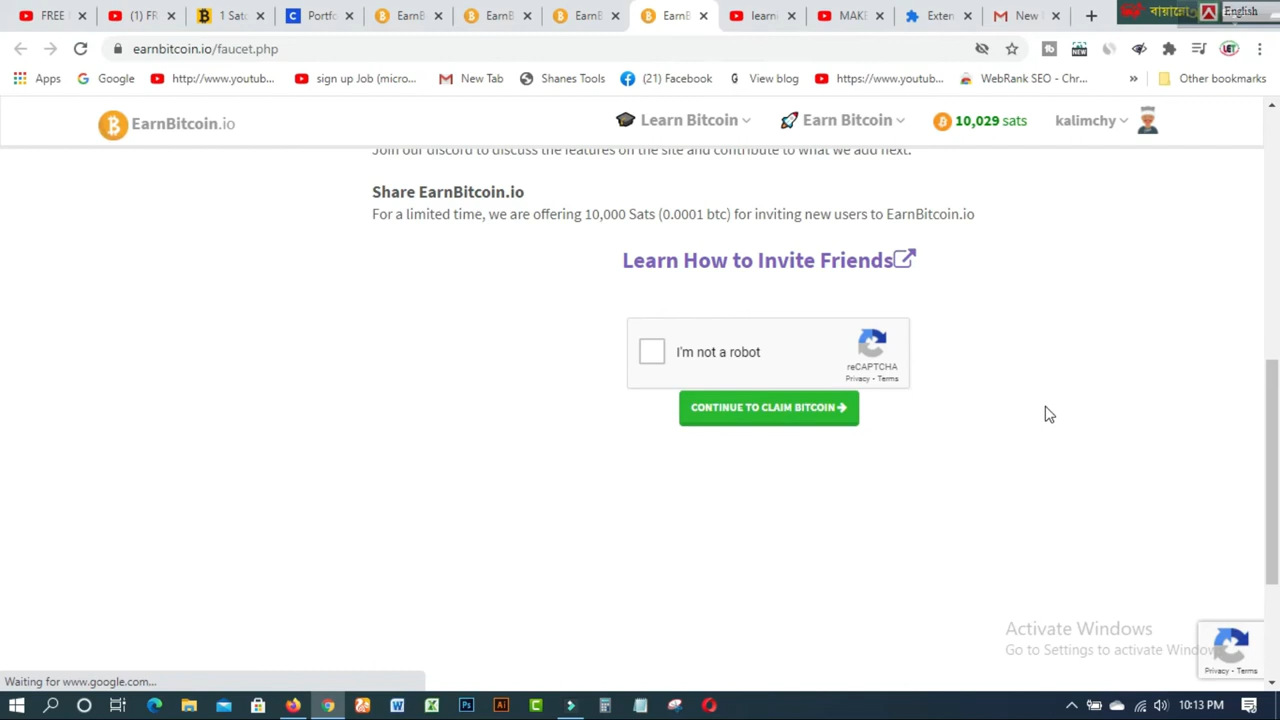 FREE
(1) FR
1 Satc
Portfo
EarnB
EarnB
EarnB
EarnB
learn
MAKE
Exten
New
English
earnbitcoin.io/faucet.php
Apps
Google
http://www.youtub...
sign up Job (micro...
New Tab
Shanes Tools
(21) Facebook
View blog
https://www.youtub...
WebRank SEO - Chr...
»
Other bookmarks
EarnBitcoin.io
Learn Bitcoin
Earn Bitcoin
10,029 sats
kalimchy
Join our discord to discuss the features on the site and contribute to what we add next.
Share EarnBitcoin.io
For a limited time, we are offering 10,000 Sats (0.0001 btc) for inviting new users to EarnBitcoin.io
Learn How to Invite Friends
I'm not a robot
reCAPTCHA
Privacy - Terms
CONTINUE TO CLAIM BITCOIN
Activate Windows
Go to Settings to activate Windows
Privacy - Terms
Waiting for www.google.com...
10:13 PM